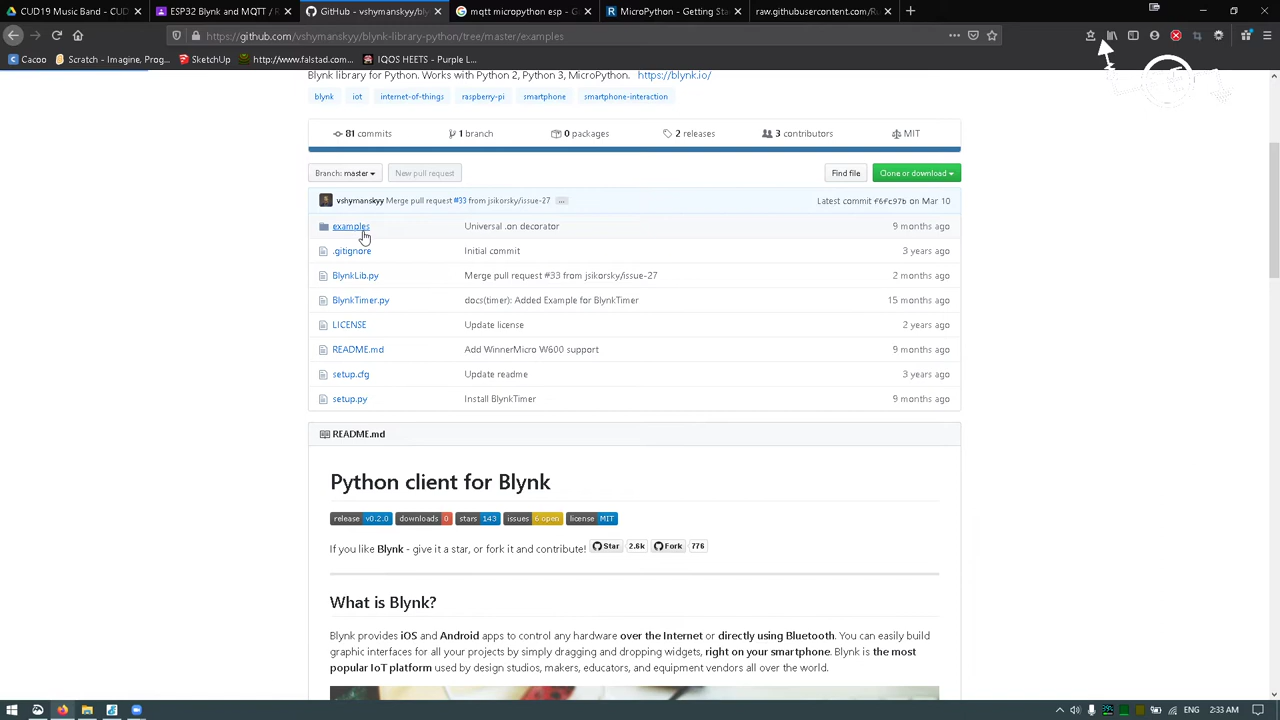 CUD19 Music Band - CUD
ESP32 Blynk and MQTT / R
GitHub - vshymanskyy/blynk-l
mqtt micropython esp - G
MicroPython - Getting Sta
raw.githubusercontent.com/Ru
https://github.com/vshymanskyy/blynk-library-python/tree/master/examples
Cacoo
Scratch - Imagine, Prog...
SketchUp
http://www.falstad.com...
IQOS HEETS - Purple L...
Blynk library for Python. Works with Python 2, Python 3, MicroPython. https://blynk.io/
blynk iot internet-of-things raspberry-pi smartphone smartphone-interaction
81 commits 1 branch 0 packages 2 releases 3 contributors MIT
Branch: master New pull request Find file Clone or download
vshymanskyy Merge pull request #33 from jsikorsky/issue-27 ... Latest commit f6fc97b on Mar 10
examples Universal .on decorator 9 months ago
.gitignore Initial commit 3 years ago
BlynkLib.py Merge pull request #33 from jsikorsky/issue-27 2 months ago
BlynkTimer.py docs(timer): Added Example for BlynkTimer 15 months ago
LICENSE Update license 2 years ago
README.md Add WinnerMicro W600 support 9 months ago
setup.cfg Update readme 3 years ago
setup.py Install BlynkTimer 9 months ago
README.md
Python client for Blynk
release v0.2.0 downloads 0 stars 143 issues 6 open license MIT
If you like Blynk - give it a star, or fork it and contribute! Star 2.6k Fork 776
What is Blynk?
Blynk provides iOS and Android apps to control any hardware over the Internet or directly using Bluetooth. You can easily build
graphic interfaces for all your projects by simply dragging and dropping widgets, right on your smartphone. Blynk is the most
popular IoT platform used by design studios, makers, educators, and equipment vendors all over the world.
2:33 AM